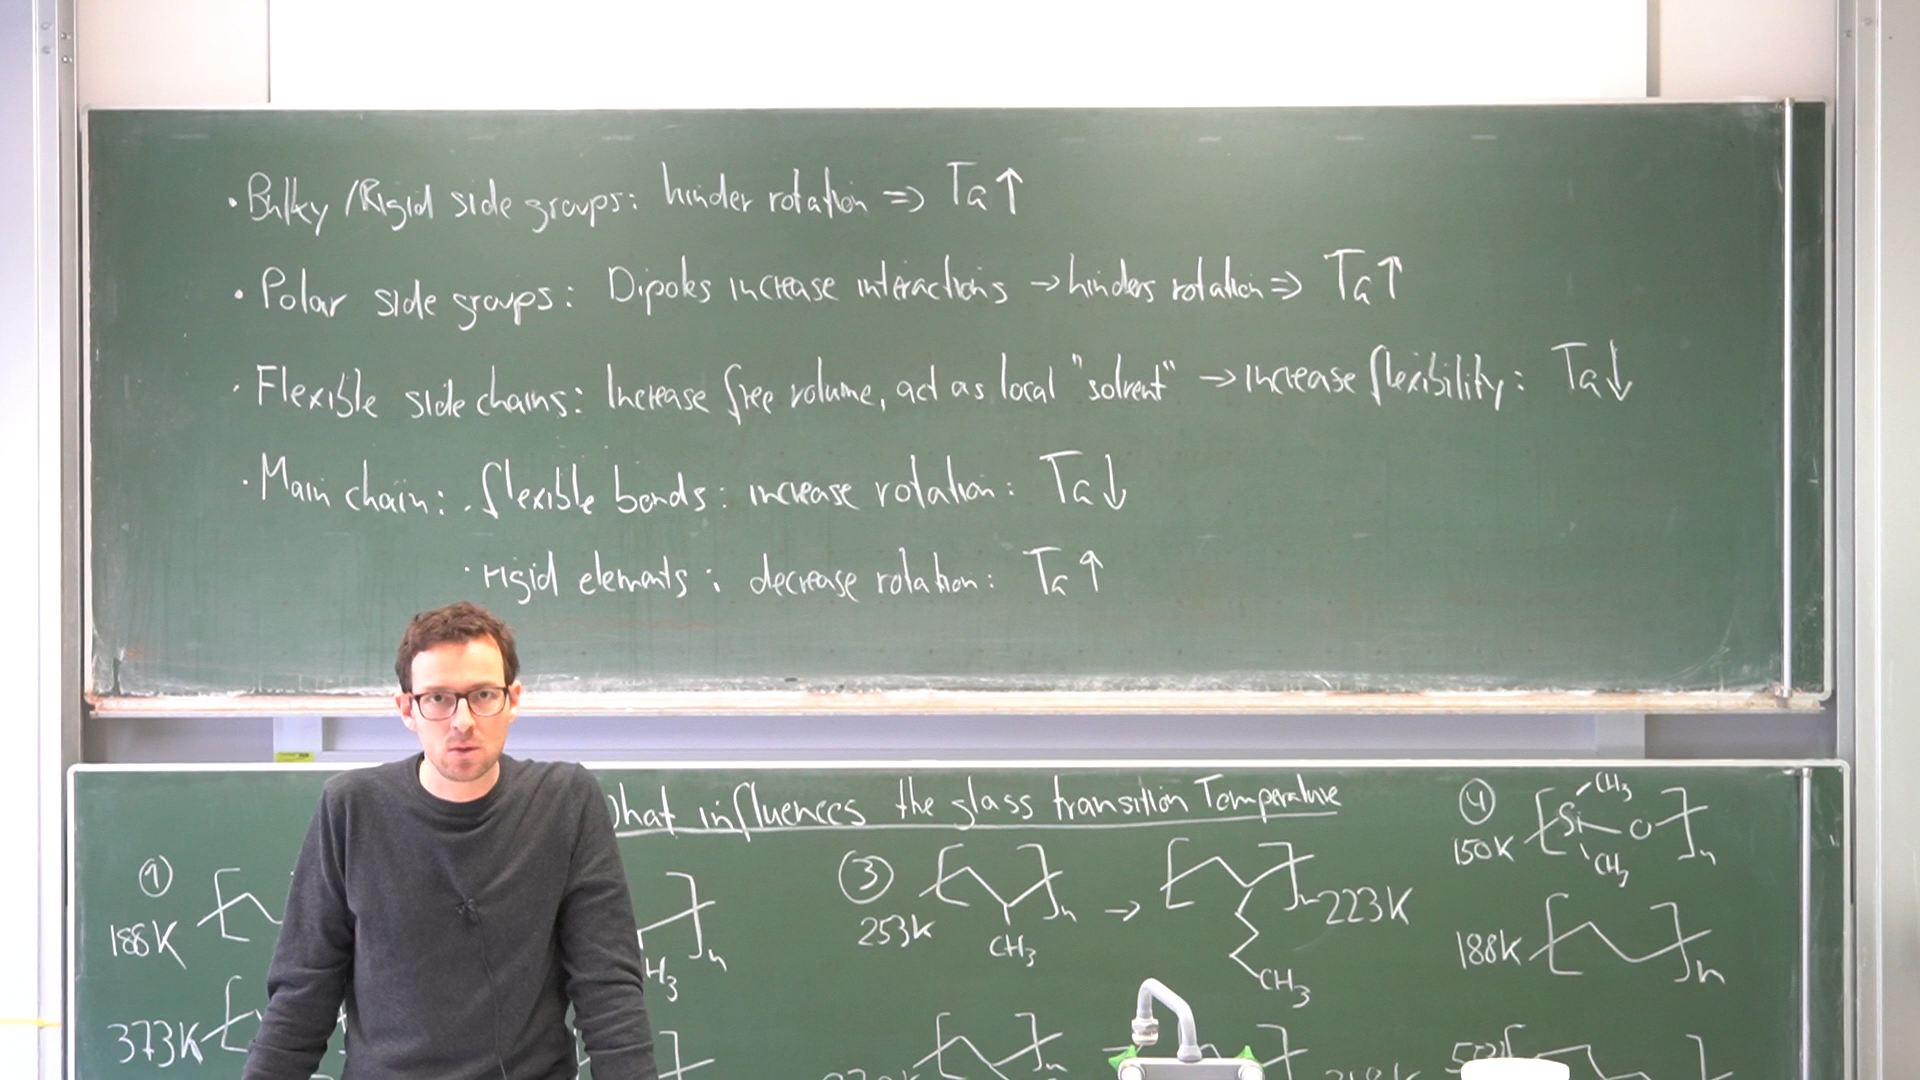 · Bulky /Rigid side groups: hinder rotation => TG↑
· Polar side groups: Dipoles increase interactions → hinders rotation => TG↑
· Flexible side chains: Increase free volume, act as local "solvent" → increase flexibility: TG↓
· Main chain: · flexible bonds: increase rotation: TG↓
· rigid elements: decrease rotation: TG↑
hat influences the glass transition Temperature
①
188K
n
H3
373K
③
253K
n
CH3
→
n
223K
CH3
n
④
150K
Si
O
CH3
CH3
n
188K
n